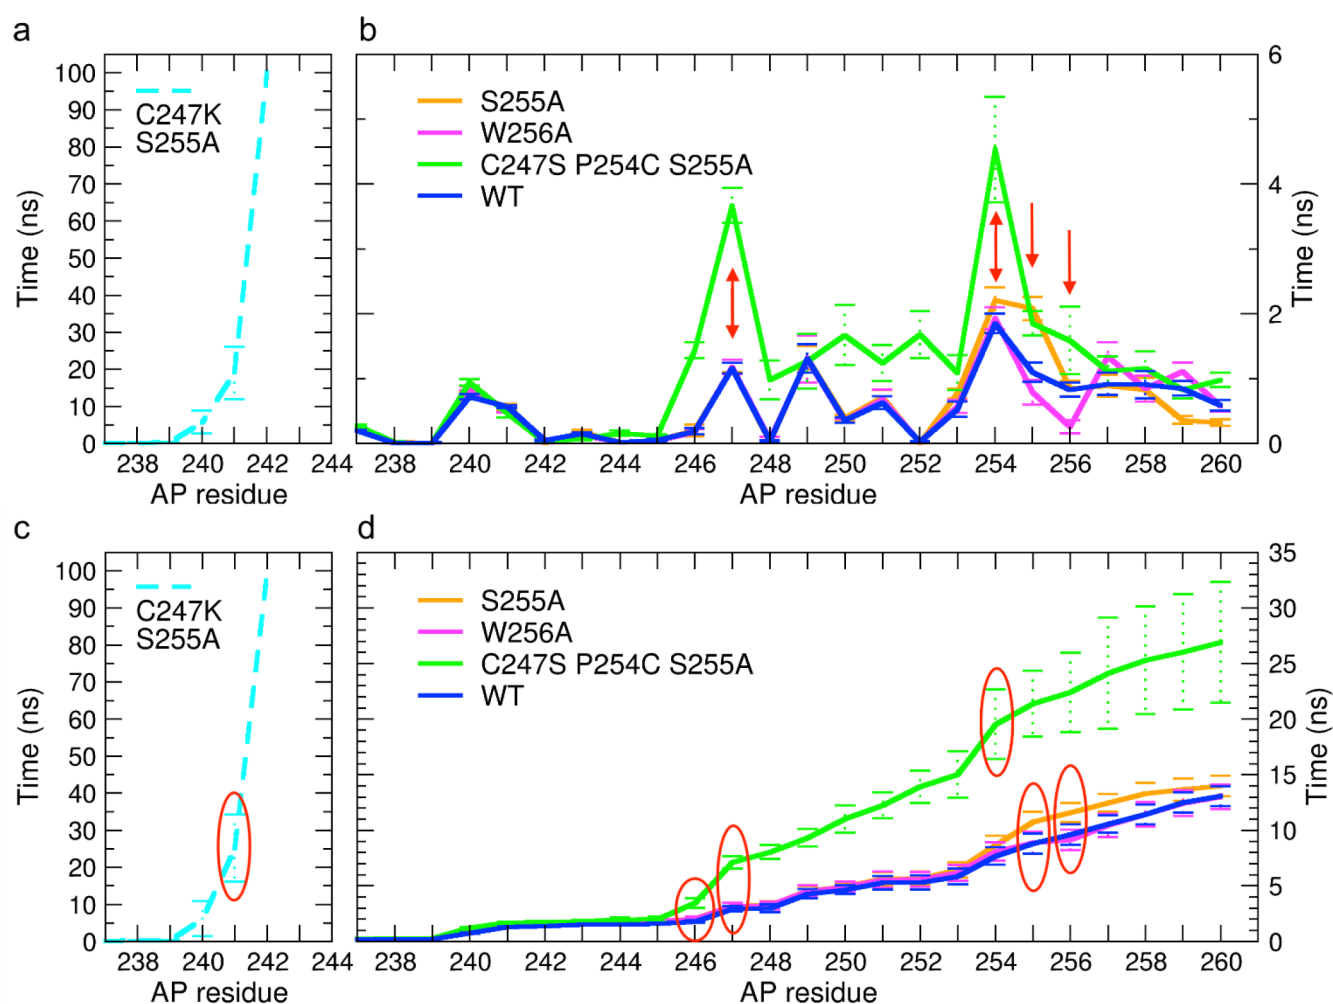 a
b
100
90
80
70
60
50
40
30
20
10
0
Time (ns)
C247K
S255A
238 240 242 244
AP residue
S255A
W256A
C247S P254C S255A
WT
6
4
2
0
Time (ns)
238 240 242 244 246 248 250 252 254 256 258 260
AP residue
c
d
100
90
80
70
60
50
40
30
20
10
0
Time (ns)
C247K
S255A
238 240 242 244
AP residue
S255A
W256A
C247S P254C S255A
WT
35
30
25
20
15
10
5
0
Time (ns)
238 240 242 244 246 248 250 252 254 256 258 260
AP residue